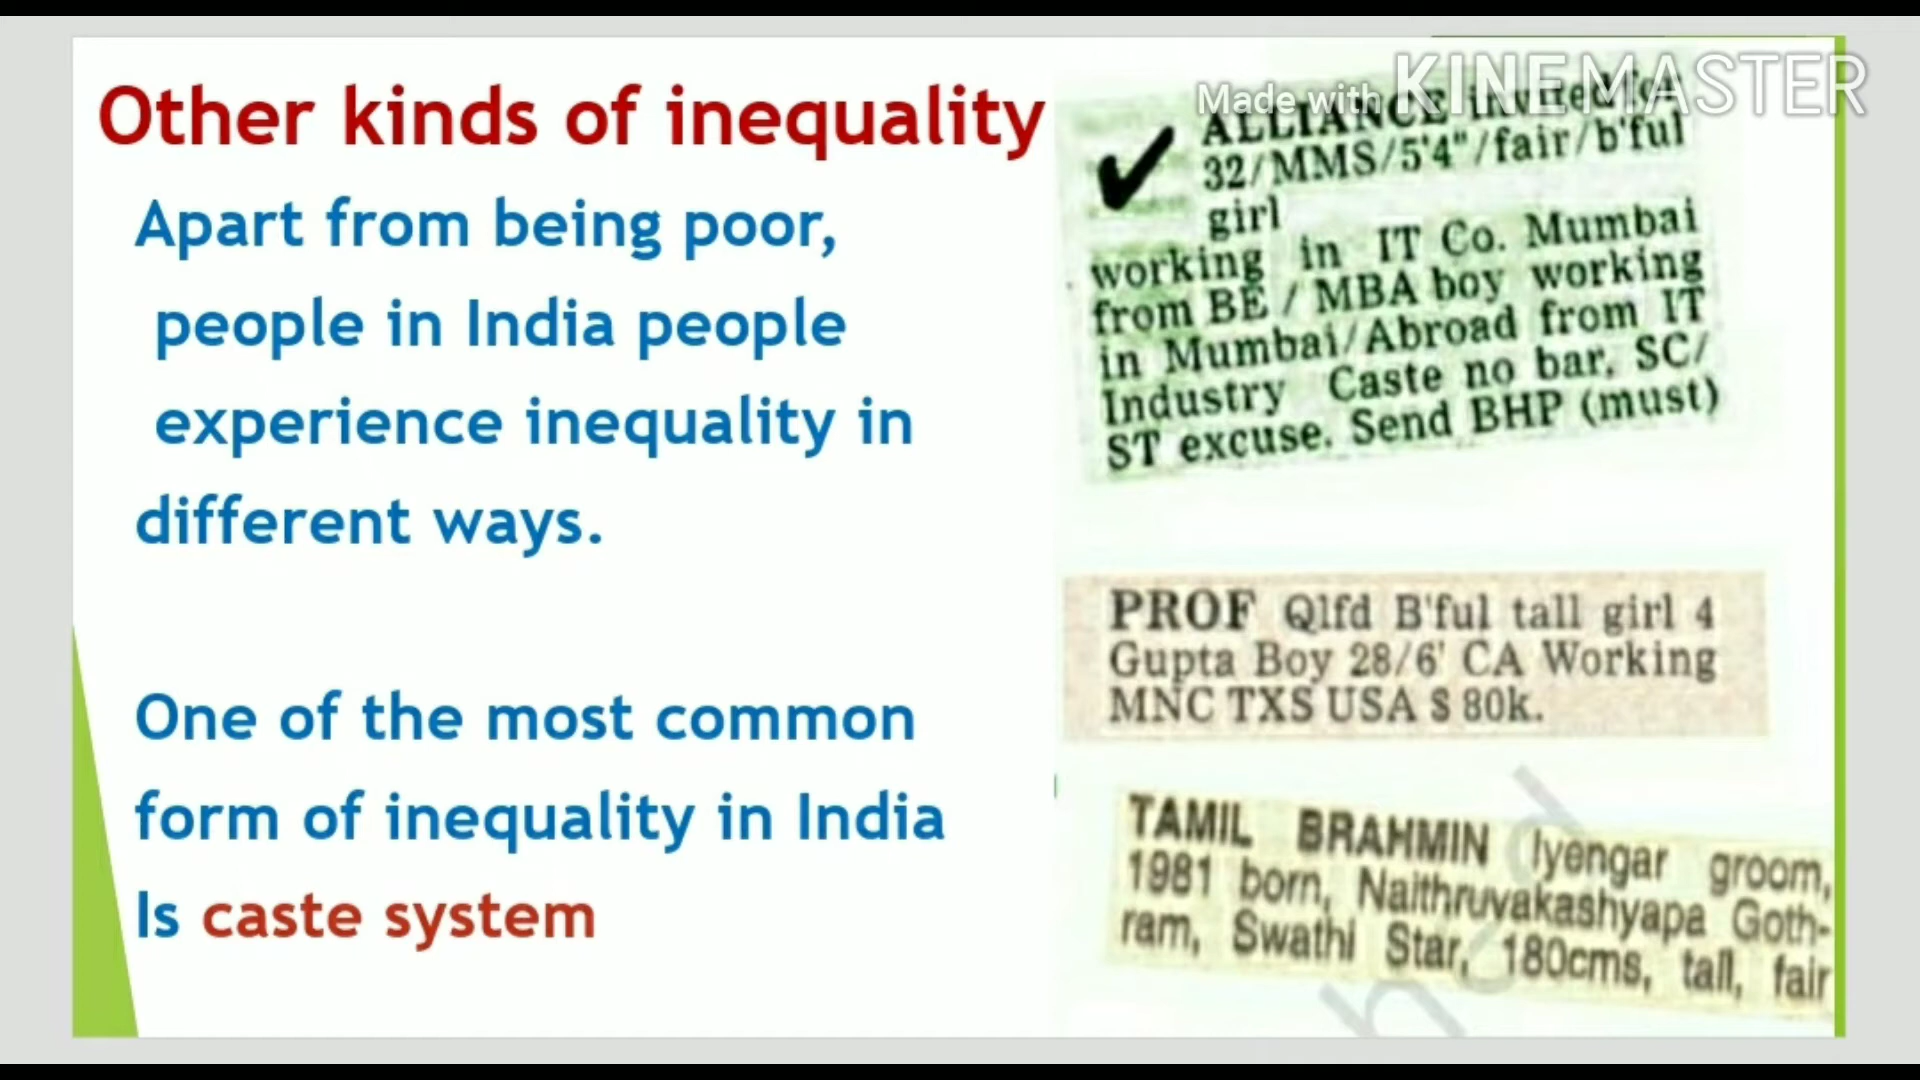 Other kinds of inequality
Apart from being poor,
people in India people
experience inequality in
different ways.
One of the most common
form of inequality in India
Is caste system
Made with KINEMASTER
ALLIANCE invited for
32/MMS/5'4"/fair/b'ful
girl
working in IT Co. Mumbai
from BE / MBA boy working
in Mumbai/Abroad from IT
Industry Caste no bar, SC/
ST excuse. Send BHP (must)
PROF Qlfd B'ful tall girl 4
Gupta Boy 28/6' CA Working
MNC TXS USA $ 80k.
TAMIL BRAHMIN Iyengar groom,
1981 born, Naithruvakashyapa Goth-
ram, Swathi Star, 180cms, tall, fair